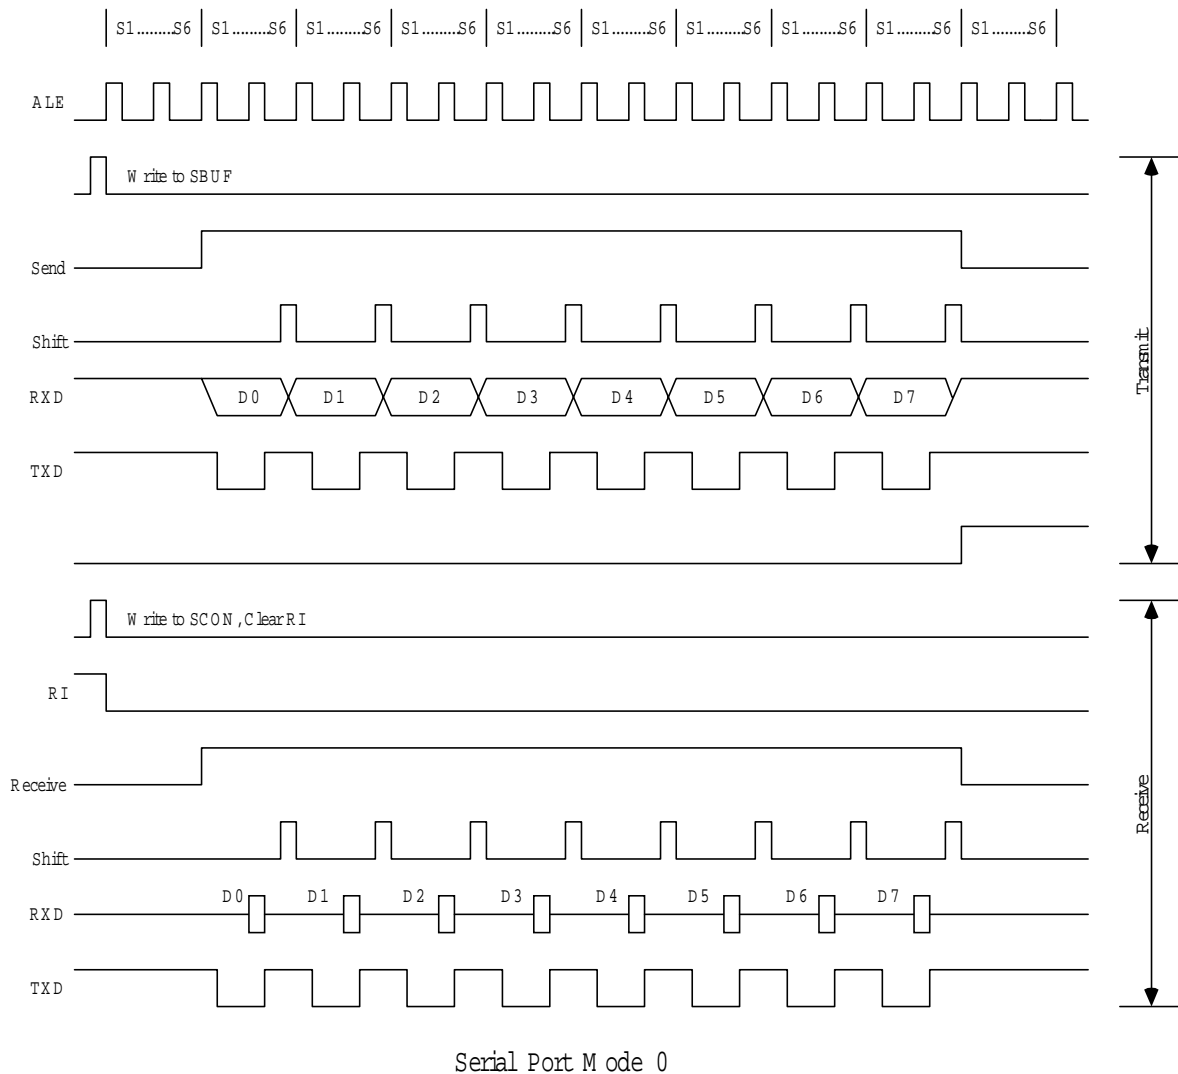 S1.........S6 S1.........S6 S1.........S6 S1.........S6 S1.........S6 S1.........S6 S1.........S6 S1.........S6 S1.........S6 S1.........S6
ALE
Write to SBUF
Send
Shift
RXD D0 D1 D2 D3 D4 D5 D6 D7
TXD
Transmit
Write to SCON, Clear RI
RI
Receive
Shift
RXD D0 D1 D2 D3 D4 D5 D6 D7
TXD
Receive
Serial Port Mode 0